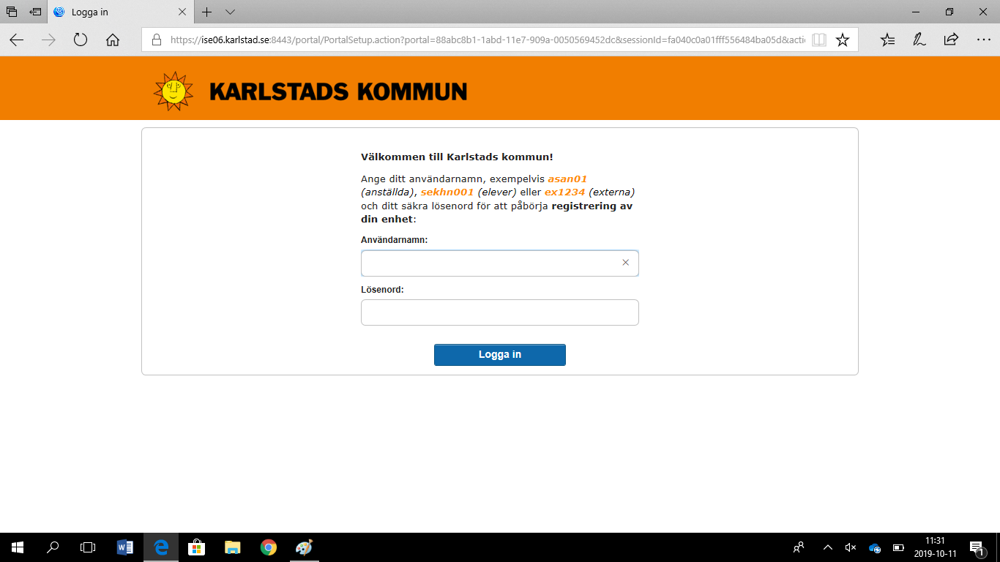 Logga in
https://ise06.karlstad.se:8443/portal/PortalSetup.action?portal=88abc8b1-1abd-11e7-909a-0050569452dc&sessionId=fa040c0a01fff556484ba05d&acti
KARLSTADS KOMMUN
Välkommen till Karlstads kommun!
Ange ditt användarnamn, exempelvis asan01
(anställda), sekhn001 (elever) eller ex1234 (externa)
och ditt säkra lösenord för att påbörja registrering av
din enhet:
Användarnamn:
Lösenord:
Logga in
11:31
2019-10-11
1